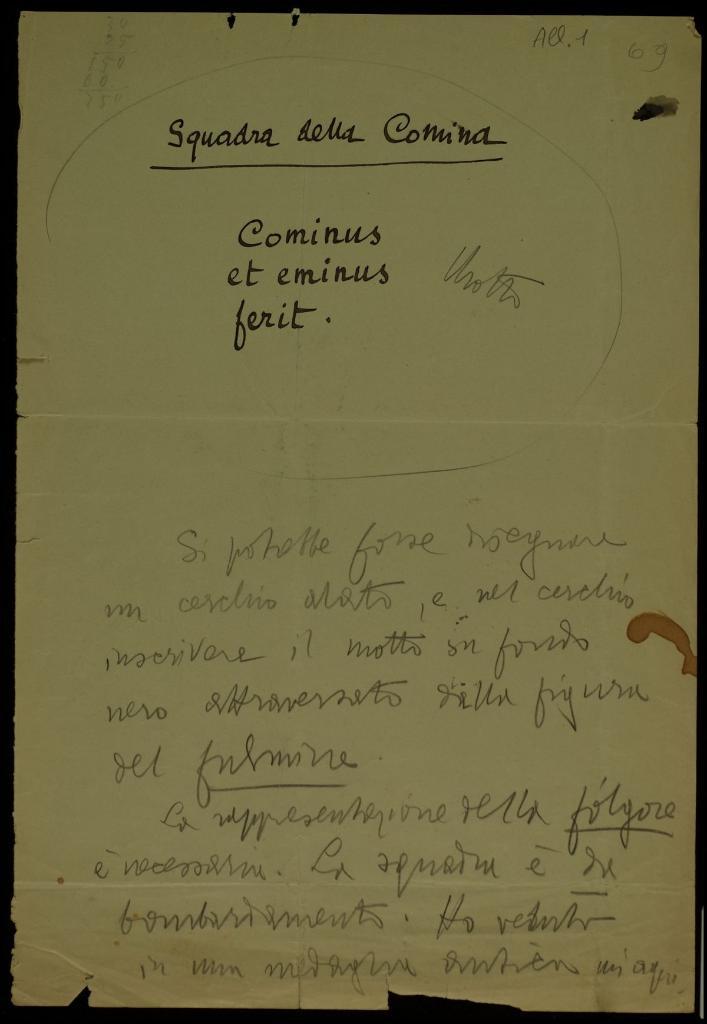 All. 1
69
Squadra della Comina
Cominus
et eminus
ferit.
Motto
Si potrebbe forse disegnare
un cerchio alato, e nel cerchio
inscrivere il motto su fondo
nero attraversato dalla figura
del fulmine.
La rappresentazione della fólgore
è necessaria. La squadra è da
bombardamento. Ho veduto
in una medaglia antica